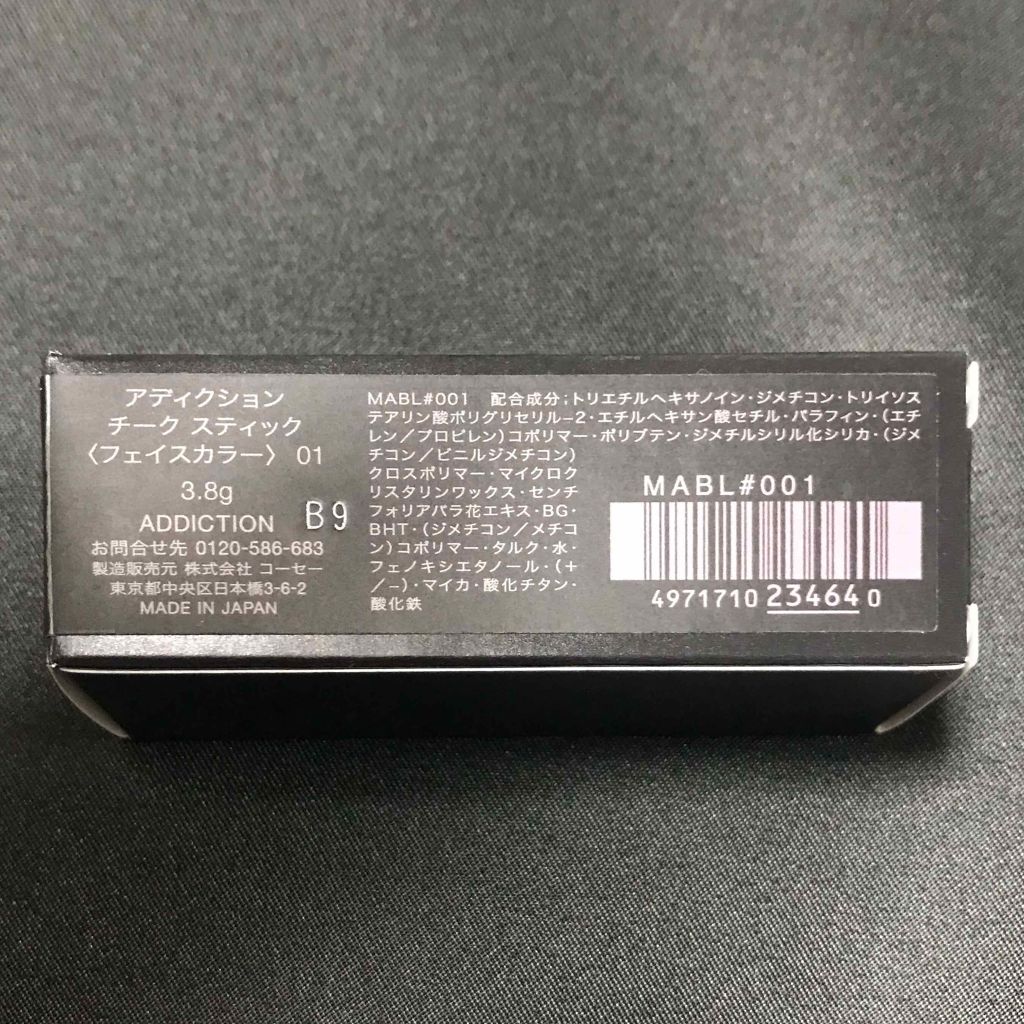 アディクション
チーク スティック
〈フェイスカラー〉 01
3.8g
ADDICTION
B9
お問合せ先 0120-586-683
製造販売元 株式会社 コーセー
東京都中央区日本橋3-6-2
MADE IN JAPAN
MABL#001 配合成分;トリエチルヘキサノイン・ジメチコン・トリイソス
テアリン酸ポリグリセリル-2・エチルヘキサン酸セチル・パラフィン・(エチ
レン/プロピレン)コポリマー・ポリブテン・ジメチルシリル化シリカ・(ジメ
チコン/ビニルジメチコン)
クロスポリマー・マイクロク
リスタリンワックス・センチ
フォリアバラ花エキス・BG・
BHT・(ジメチコン/メチコ
ン)コポリマー・タルク・水・
フェノキシエタノール・(+
/-)・マイカ・酸化チタン・
酸化鉄
MABL#001
4971710 23464 0